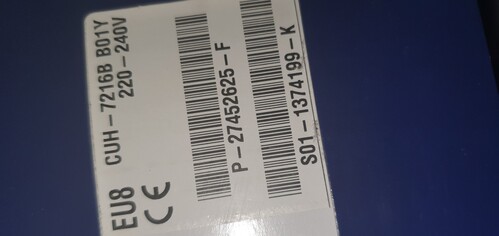 EU8 CUH-7216B B01Y
CE 220-240V
P-27452625-F
S01-1374199-K